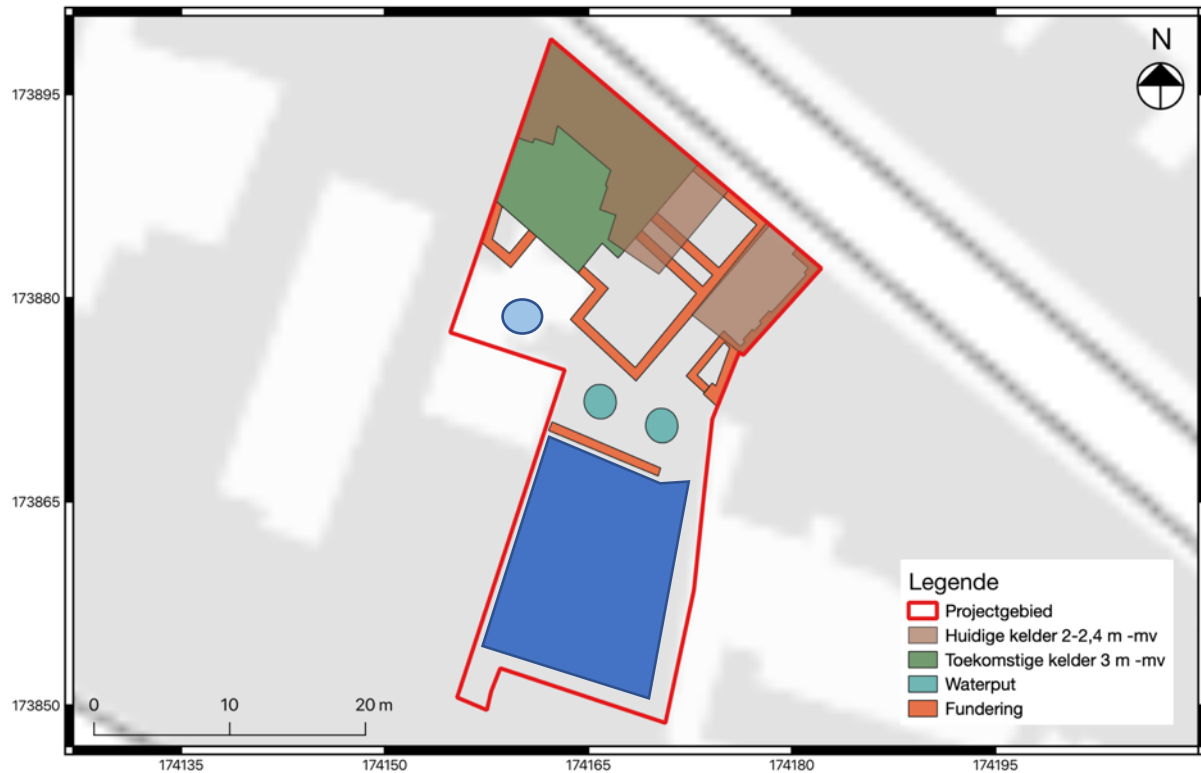 N
173895
173880
173865
173850
Legende
Projectgebied
Huidige kelder 2-2,4 m -mv
Toekomstige kelder 3 m -mv
Waterput
Fundering
0 10 20 m
174135 174150 174165 174180 174195